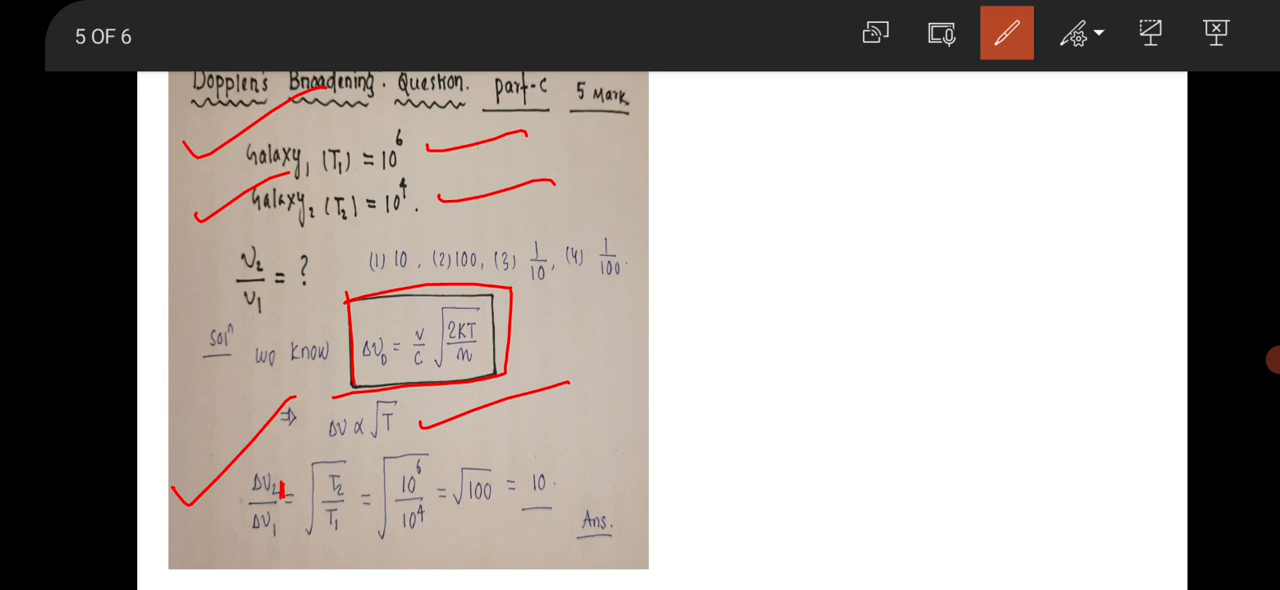 5 OF 6
Doppler's Broadening. Question. part-C 5 Mark
Galaxy₁ (T₁) = 10⁶
Galaxy₂ (T₂) = 10⁴.
ν₂/ν₁ = ? (1) 10, (2) 100, (3) 1/10, (4) 1/100.
Solⁿ we know Δν_D = ν/c √(2KT/m)
⇒ Δν ∝ √T
Δν₂/Δν₁ = √(T₂/T₁) = √(10⁶/10⁴) = √100 = 10.
Ans.